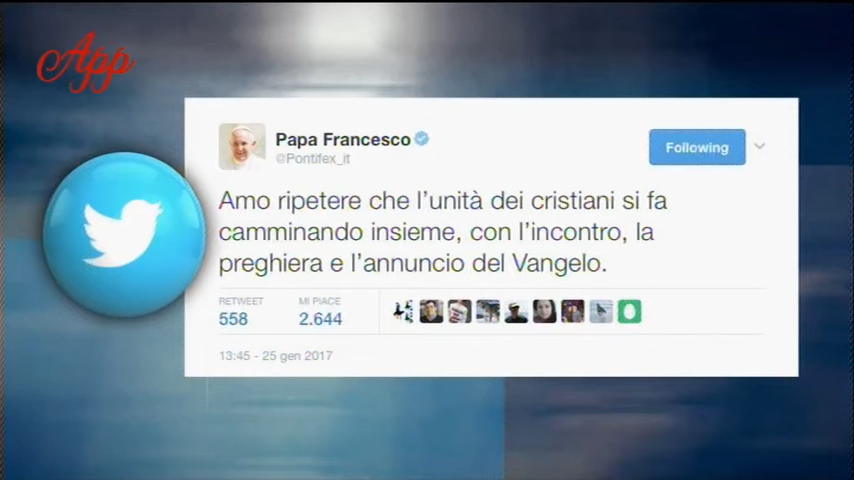 App
Papa Francesco
@Pontifex_it
Following
Amo ripetere che l'unità dei cristiani si fa
camminando insieme, con l'incontro, la
preghiera e l'annuncio del Vangelo.
RETWEET MI PIACE
558 2.644
13:45 - 25 gen 2017